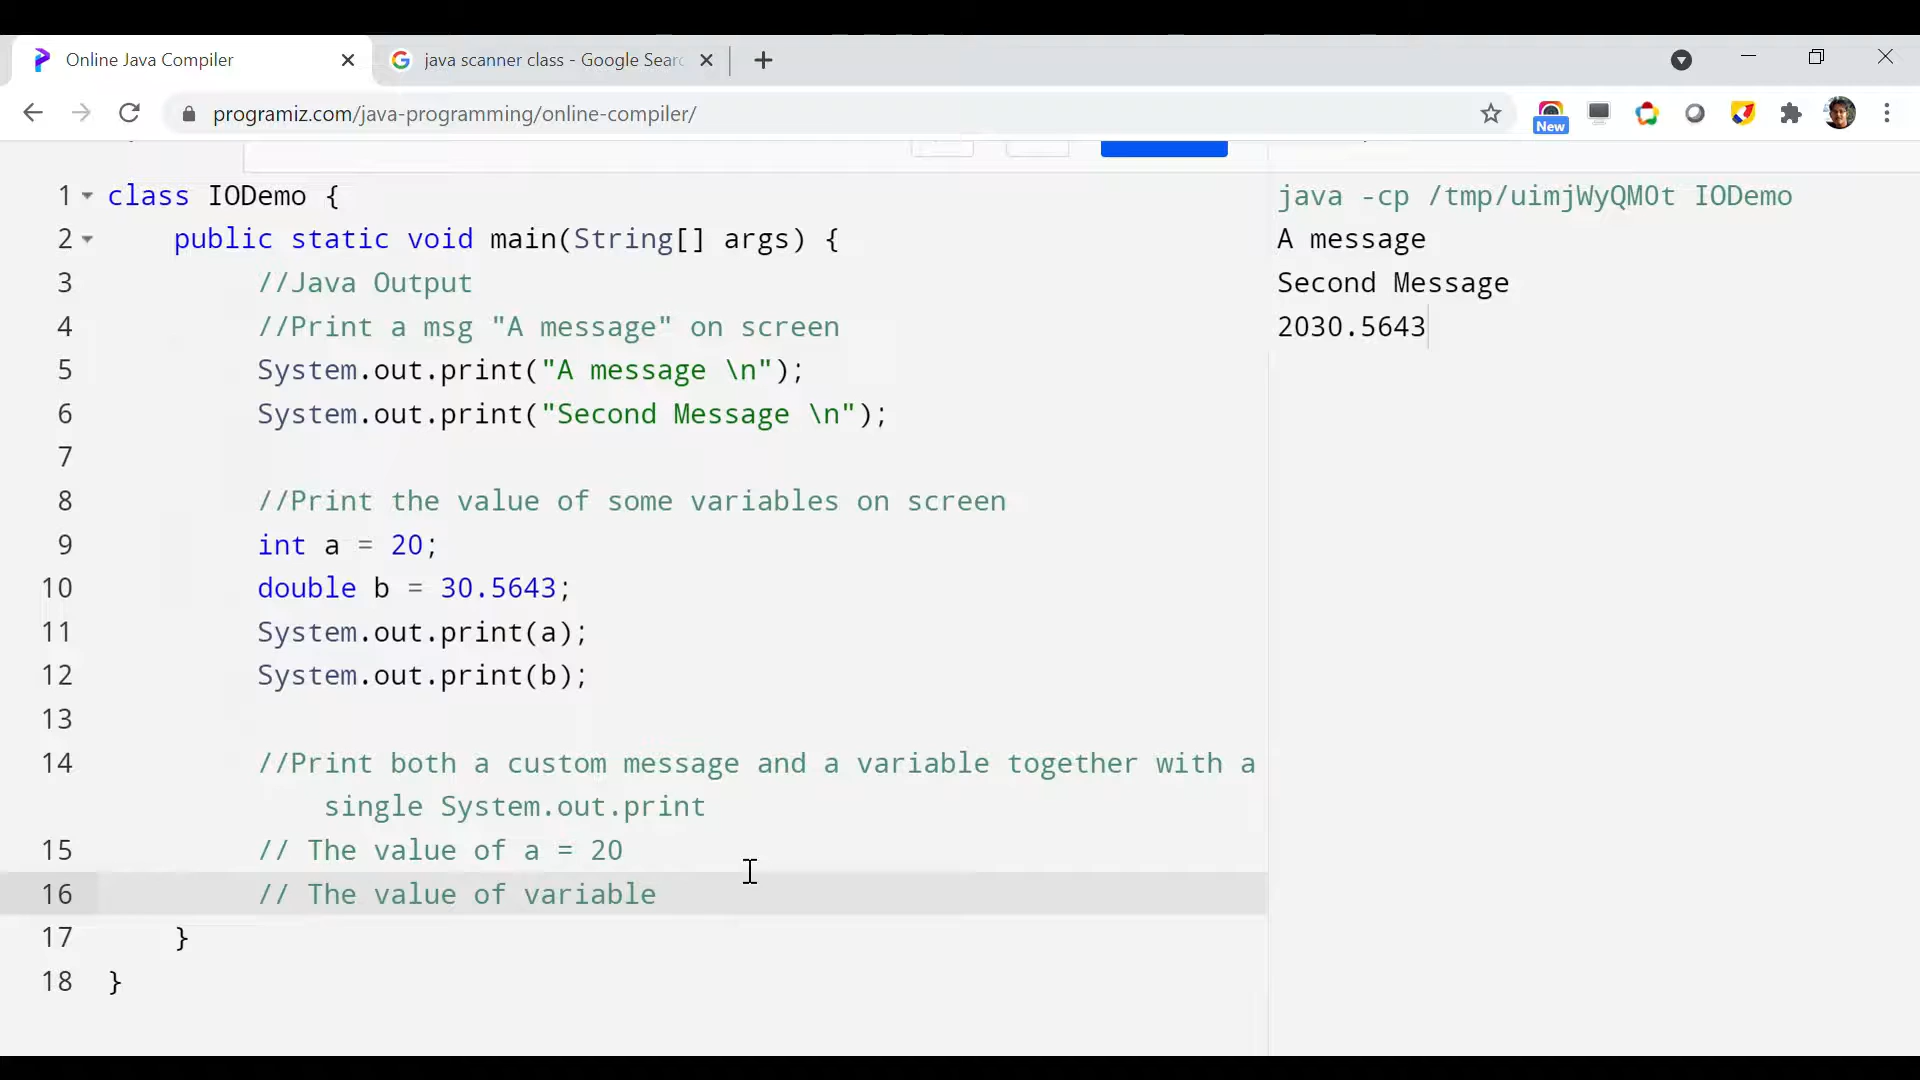 Online Java Compiler
java scanner class - Google Searc
programiz.com/java-programming/online-compiler/
New
1 class IODemo {
2 public static void main(String[] args) {
3 //Java Output
4 //Print a msg "A message" on screen
5 System.out.print("A message \n");
6 System.out.print("Second Message \n");
7
8 //Print the value of some variables on screen
9 int a = 20;
10 double b = 30.5643;
11 System.out.print(a);
12 System.out.print(b);
13
14 //Print both a custom message and a variable together with a
single System.out.print
15 // The value of a = 20
16 // The value of variable
17 }
18 }
java -cp /tmp/uimjWyQM0t IODemo
A message
Second Message
2030.5643